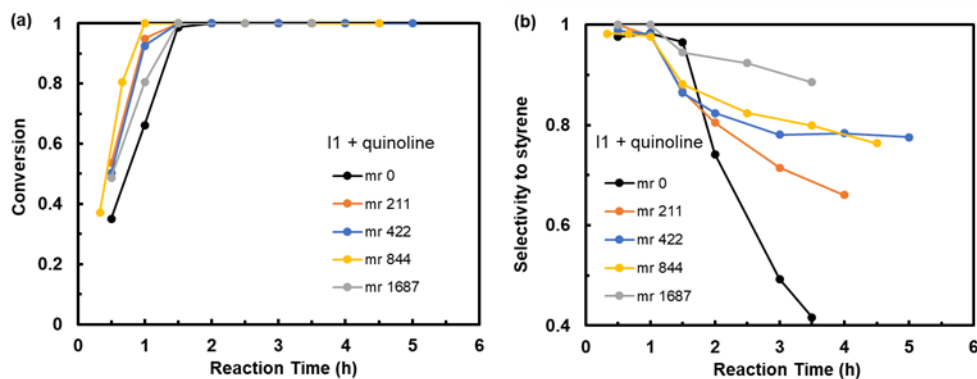 (a)
Conversion
1
0.8
0.6
0.4
0.2
0
0 1 2 3 4 5 6
Reaction Time (h)
I1 + quinoline
mr 0
mr 211
mr 422
mr 844
mr 1687
(b)
Selectivity to styrene
1
0.8
0.6
0.4
0 1 2 3 4 5 6
Reaction Time (h)
I1 + quinoline
mr 0
mr 211
mr 422
mr 844
mr 1687